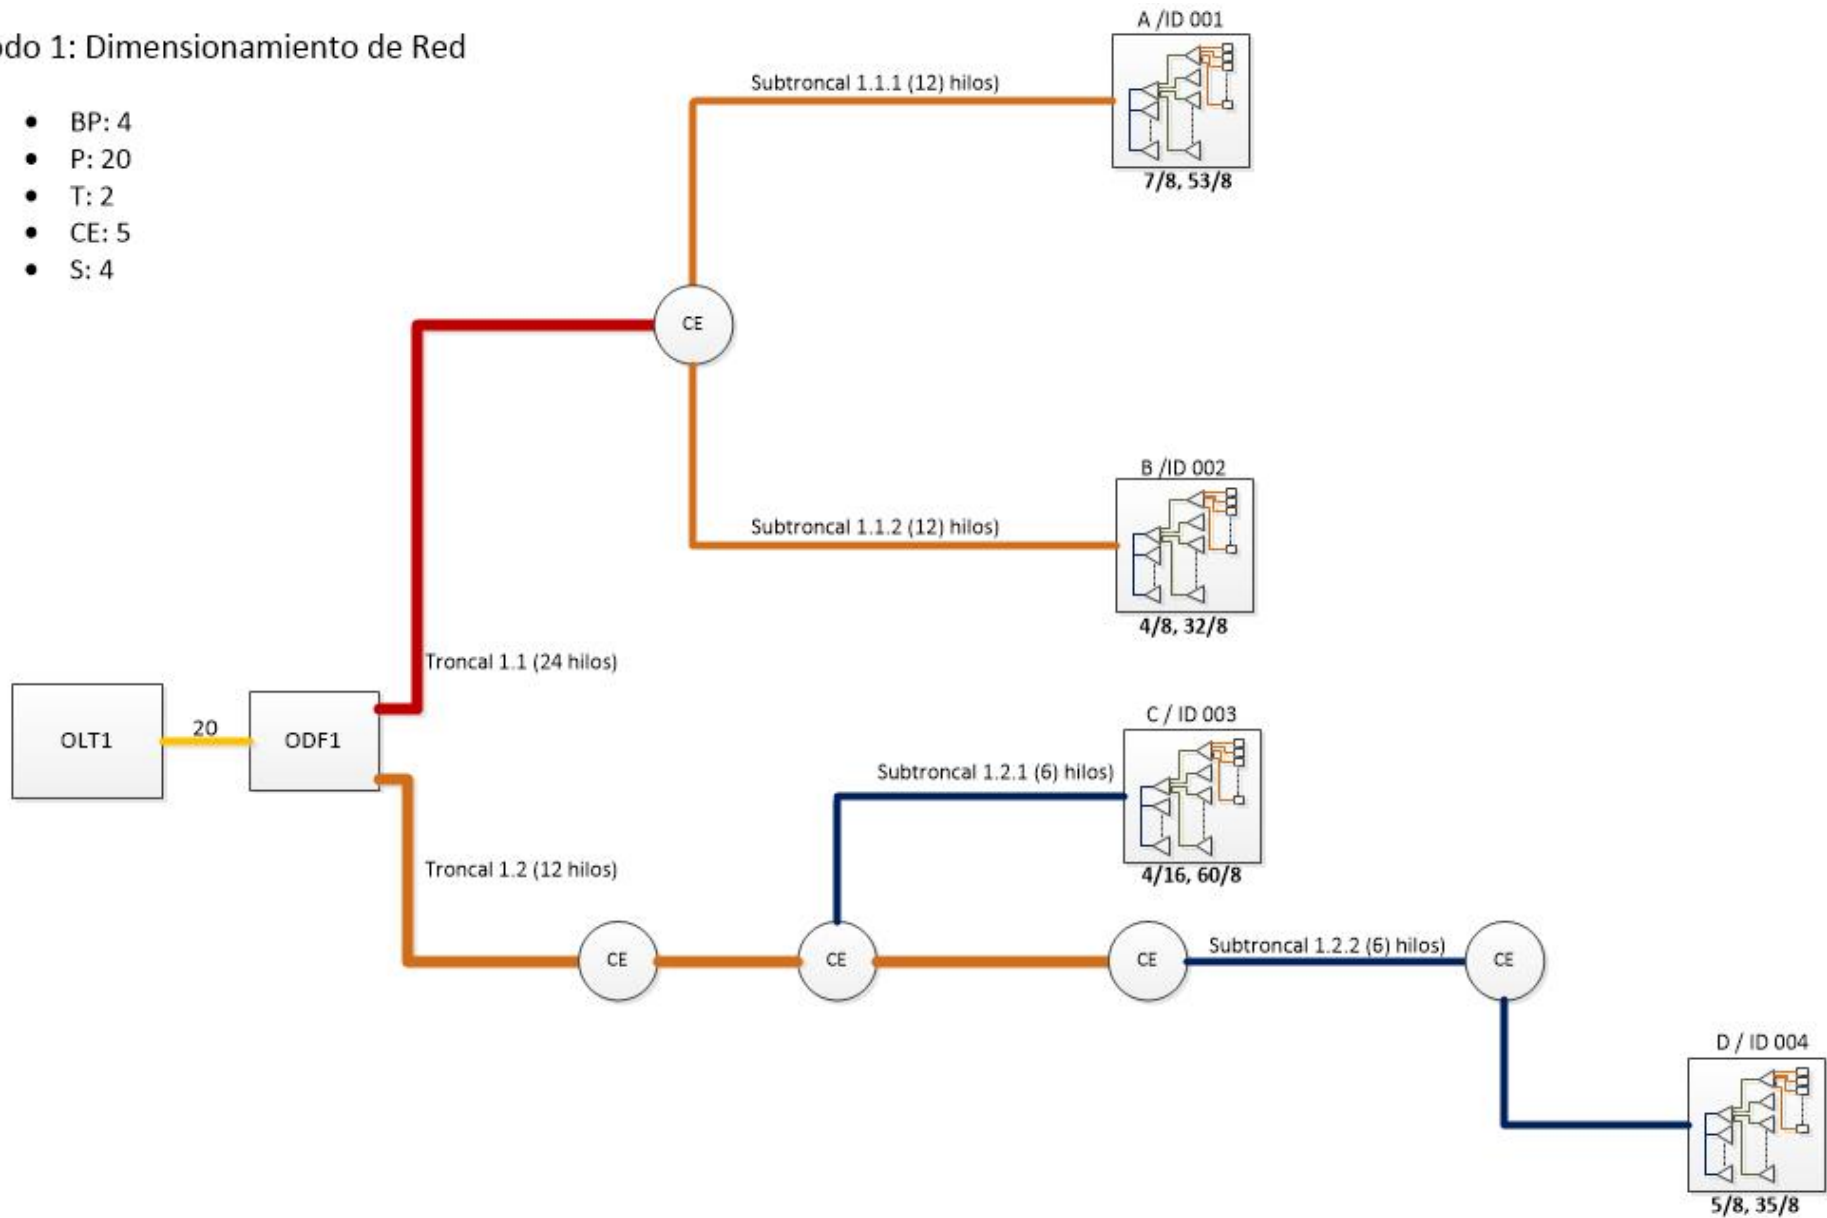 odo 1: Dimensionamiento de Red
• BP: 4
• P: 20
• T: 2
• CE: 5
• S: 4
A /ID 001
Subtroncal 1.1.1 (12) hilos)
7/8, 53/8
CE
B /ID 002
Subtroncal 1.1.2 (12) hilos)
4/8, 32/8
Troncal 1.1 (24 hilos)
OLT1
20
ODF1
C / ID 003
Subtroncal 1.2.1 (6) hilos)
4/16, 60/8
Troncal 1.2 (12 hilos)
CE
CE
CE
Subtroncal 1.2.2 (6) hilos)
CE
D / ID 004
5/8, 35/8